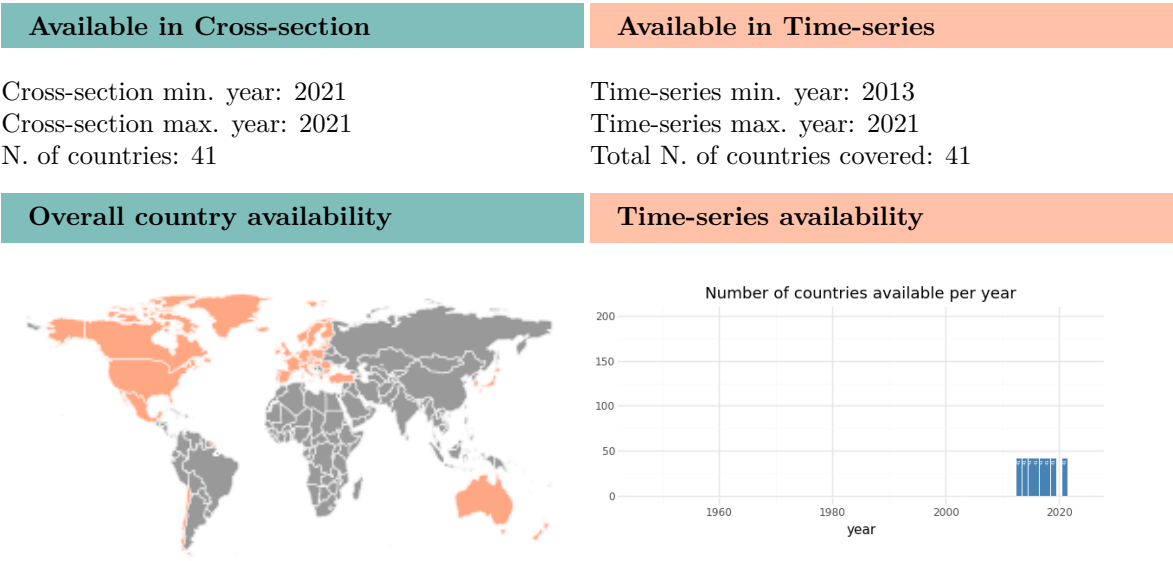 Available in Cross-section
Available in Time-series
Cross-section min. year: 2021
Cross-section max. year: 2021
N. of countries: 41
Time-series min. year: 2013
Time-series max. year: 2021
Total N. of countries covered: 41
Overall country availability
Time-series availability
Number of countries available per year
200
150
100
50
0
1960 1980 2000 2020
year